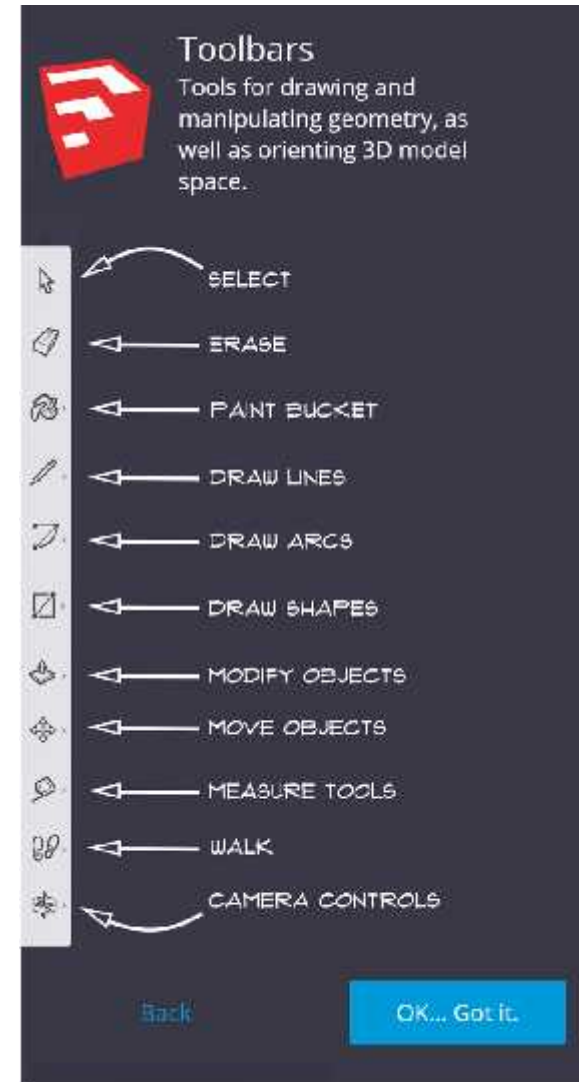 Toolbars
Tools for drawing and
manipulating geometry, as
well as orienting 3D model
space.
SELECT
ERASE
PAINT BUCKET
DRAW LINES
DRAW ARCS
DRAW SHAPES
MODIFY OBJECTS
MOVE OBJECTS
MEASURE TOOLS
WALK
CAMERA CONTROLS
Back
OK... Got it.